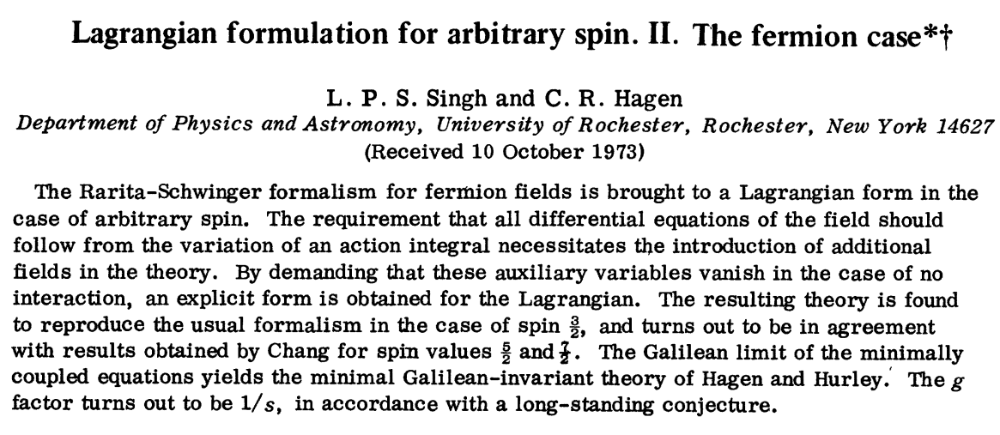 Lagrangian formulation for arbitrary spin. II. The fermion case*†
L. P. S. Singh and C. R. Hagen
Department of Physics and Astronomy, University of Rochester, Rochester, New York 14627
(Received 10 October 1973)
The Rarita-Schwinger formalism for fermion fields is brought to a Lagrangian form in the
case of arbitrary spin. The requirement that all differential equations of the field should
follow from the variation of an action integral necessitates the introduction of additional
fields in the theory. By demanding that these auxiliary variables vanish in the case of no
interaction, an explicit form is obtained for the Lagrangian. The resulting theory is found
to reproduce the usual formalism in the case of spin 3/2, and turns out to be in agreement
with results obtained by Chang for spin values 5/2 and 7/2. The Galilean limit of the minimally
coupled equations yields the minimal Galilean-invariant theory of Hagen and Hurley. The g
factor turns out to be 1/s, in accordance with a long-standing conjecture.